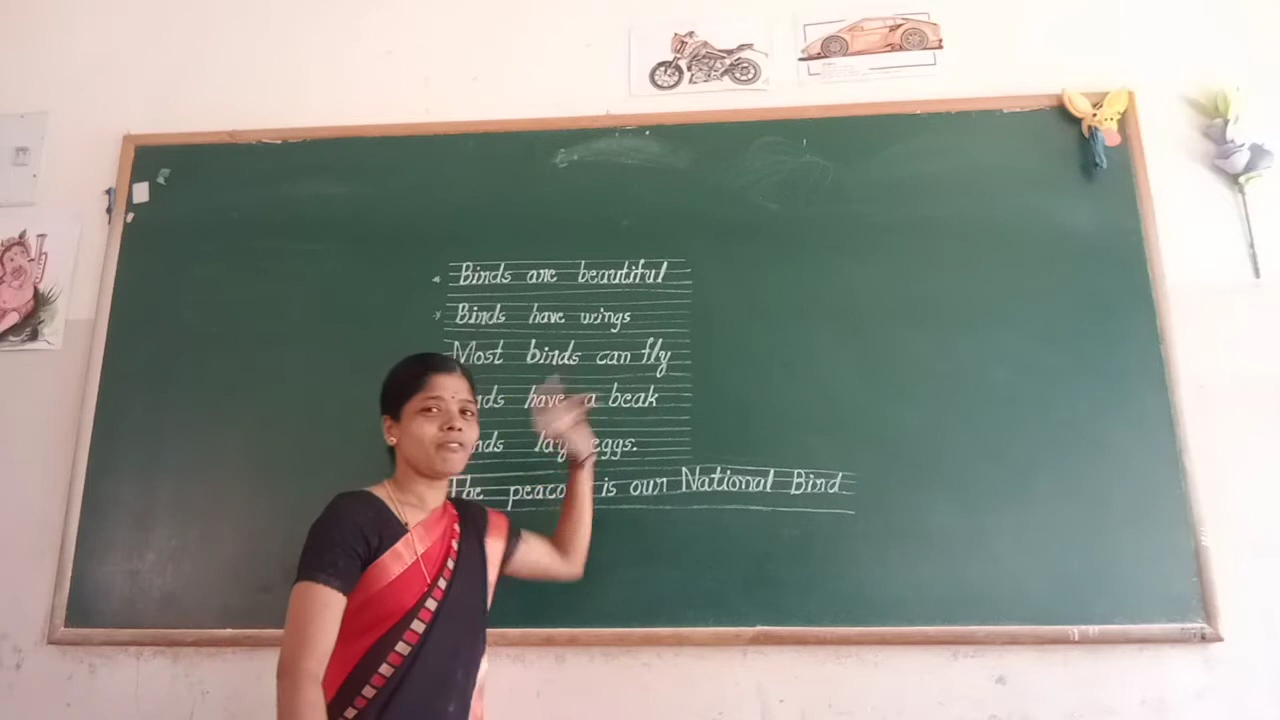 * Birds are beautiful
* Birds have wings
Most birds can fly
have a beak
lay eggs.
The is our National Bird